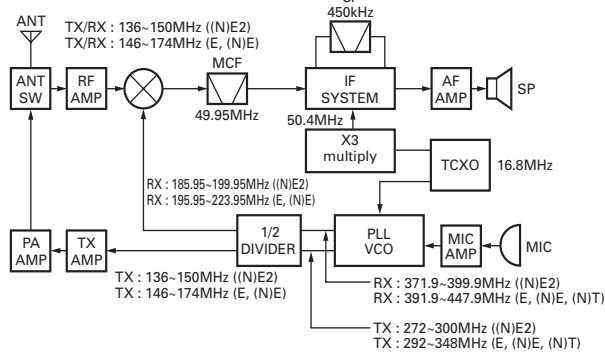 ANT
TX/RX : 136~150MHz ((N)E2)
TX/RX : 146~174MHz (E, (N)E)
450kHz
MCF
ANT
SW
RF
AMP
IF
SYSTEM
AF
AMP
SP
49.95MHz
50.4MHz
X3
multiply
TCXO
16.8MHz
RX : 185.95~199.95MHz ((N)E2)
RX : 195.95~223.95MHz (E, (N)E)
PA
AMP
TX
AMP
1/2
DIVIDER
PLL
VCO
MIC
AMP
MIC
TX : 136~150MHz ((N)E2)
TX : 146~174MHz (E, (N)E)
RX : 371.9~399.9MHz ((N)E2)
RX : 391.9~447.9MHz (E, (N)E, (N)T)
TX : 272~300MHz ((N)E2)
TX : 292~348MHz (E, (N)E, (N)T)